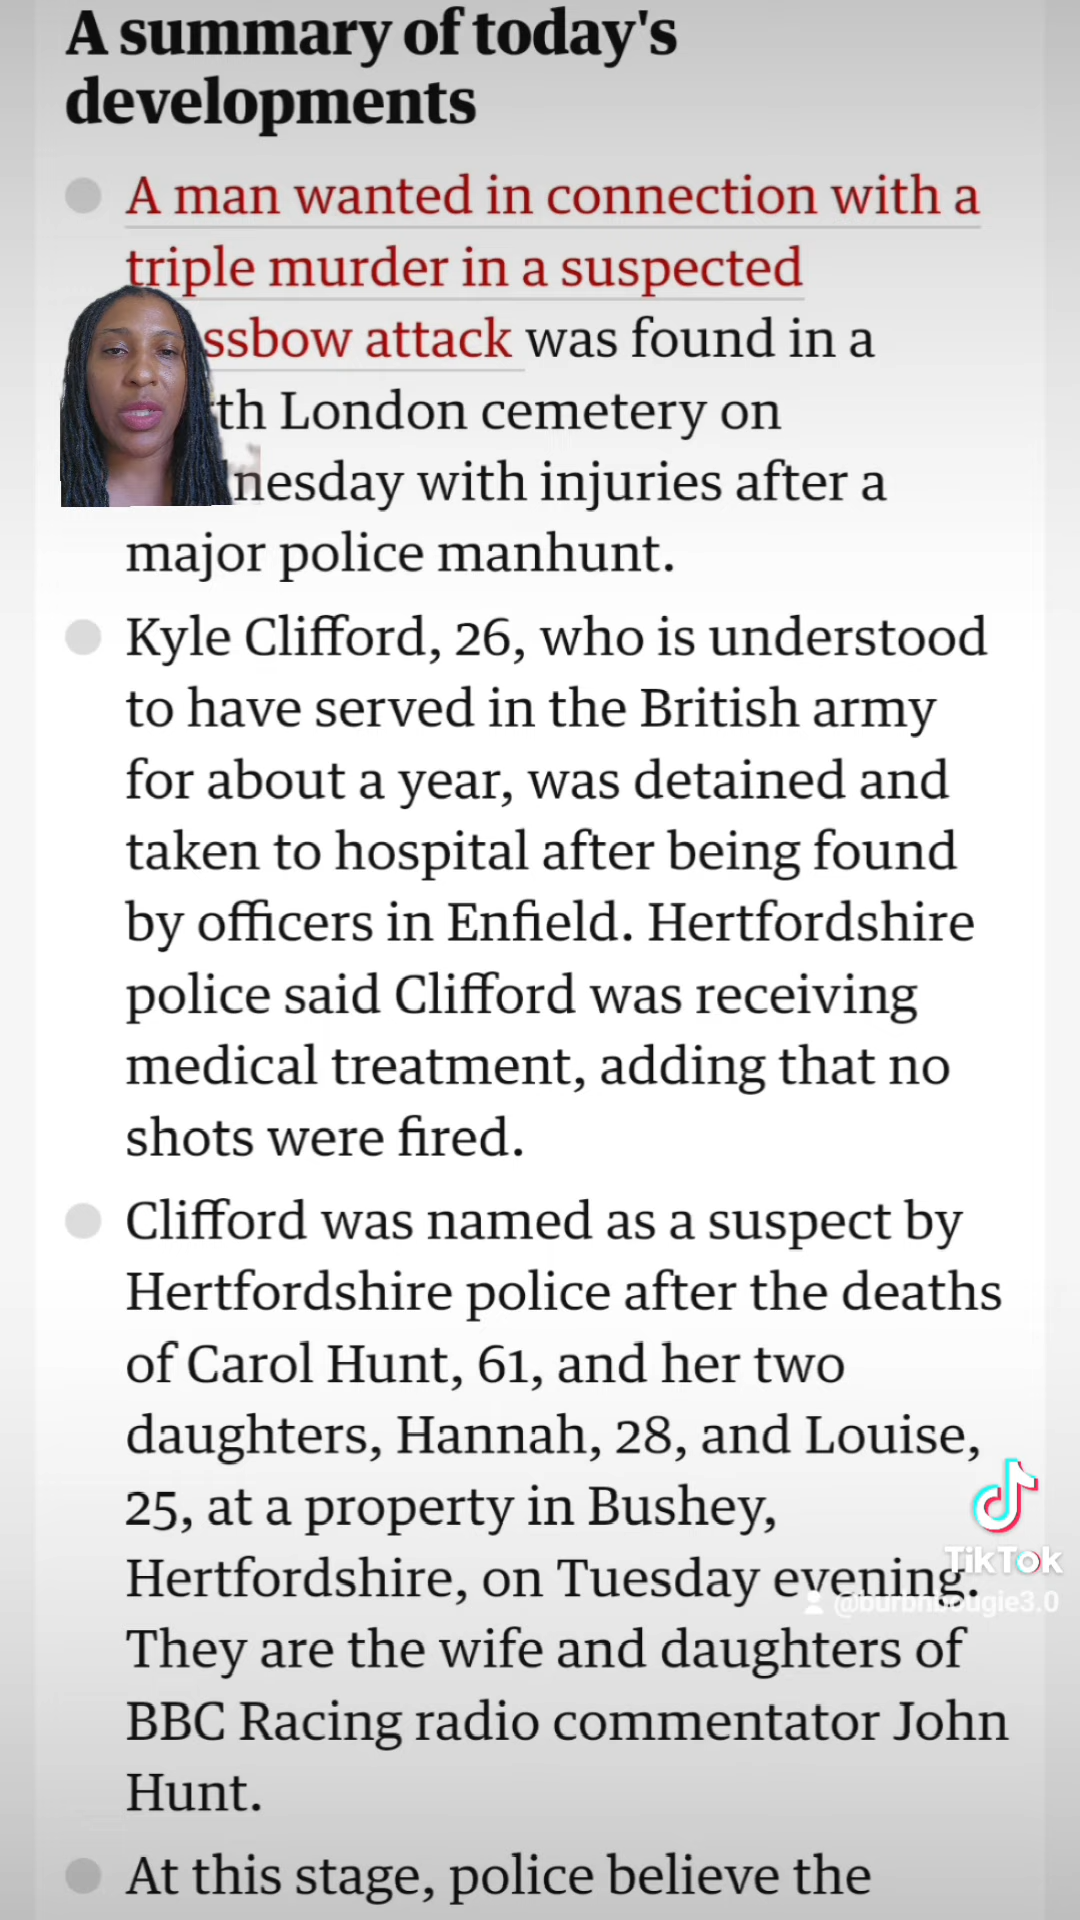 A summary of today's
developments
A man wanted in connection with a
triple murder in a suspected
ssbow attack was found in a
th London cemetery on
nesday with injuries after a
major police manhunt.
Kyle Clifford, 26, who is understood
to have served in the British army
for about a year, was detained and
taken to hospital after being found
by officers in Enfield. Hertfordshire
police said Clifford was receiving
medical treatment, adding that no
shots were fired.
Clifford was named as a suspect by
Hertfordshire police after the deaths
of Carol Hunt, 61, and her two
daughters, Hannah, 28, and Louise,
25, at a property in Bushey,
TikTok
Hertfordshire, on Tuesday evening.
@burbnbougie3.0
They are the wife and daughters of
BBC Racing radio commentator John
Hunt.
At this stage, police believe the